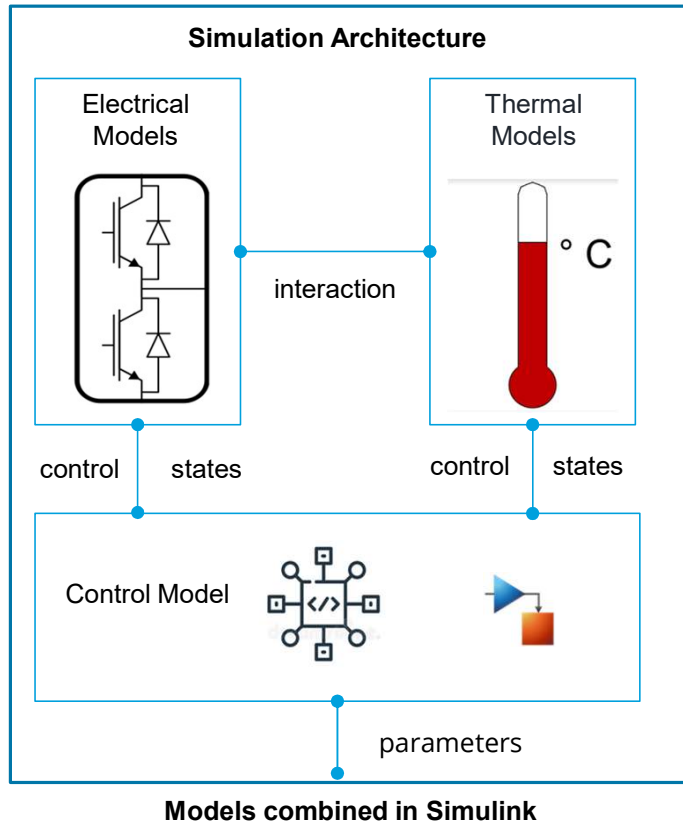 Simulation Architecture
Electrical
Models
Thermal
Models
° C
interaction
control states
control states
Control Model
</>
parameters
Models combined in Simulink